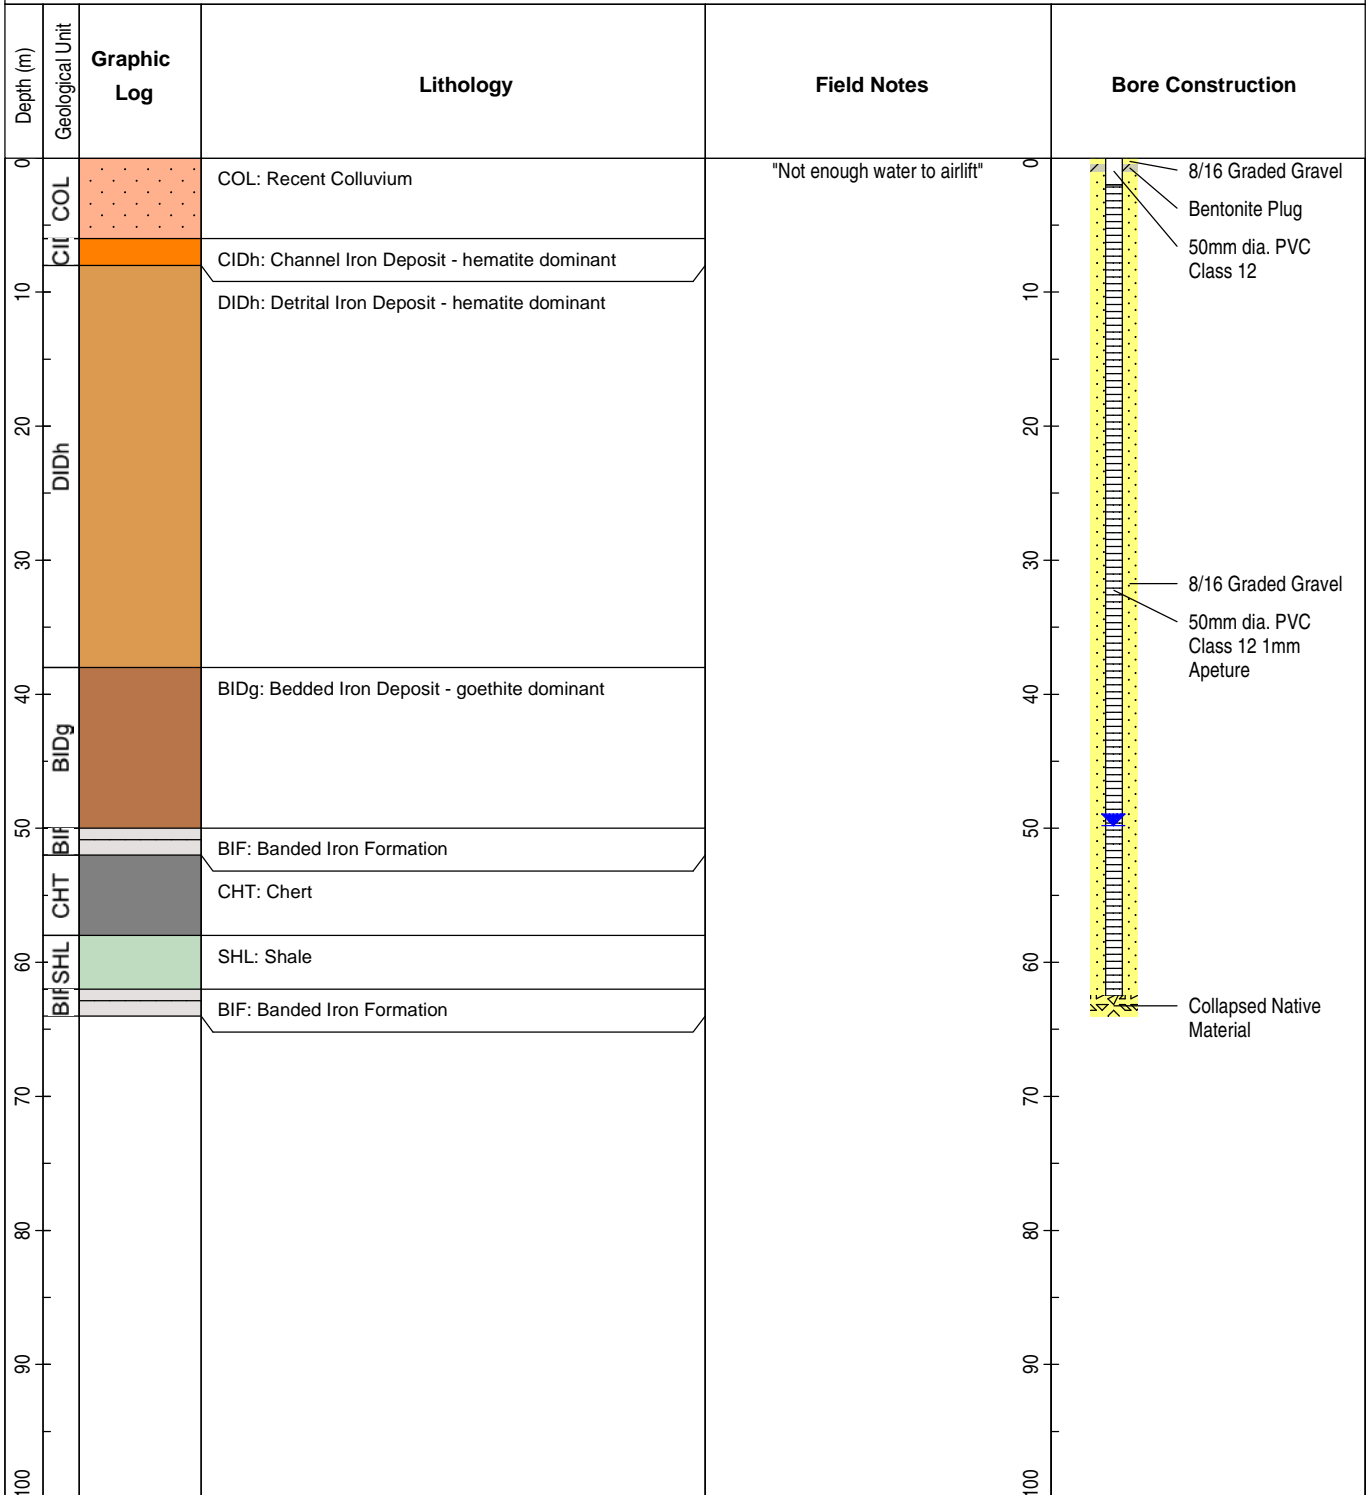 Depth (m)
Geological Unit
Graphic
Log
Lithology
Field Notes
Bore Construction
0
10
20
30
40
50
60
70
80
90
100
COL
CID
DIDh
BIDg
BIF
CHT
SHL
BIF
COL: Recent Colluvium
CIDh: Channel Iron Deposit - hematite dominant
DIDh: Detrital Iron Deposit - hematite dominant
BIDg: Bedded Iron Deposit - goethite dominant
BIF: Banded Iron Formation
CHT: Chert
SHL: Shale
BIF: Banded Iron Formation
"Not enough water to airlift"
0
10
20
30
40
50
60
70
80
90
100
8/16 Graded Gravel
Bentonite Plug
50mm dia. PVC
Class 12
8/16 Graded Gravel
50mm dia. PVC
Class 12 1mm
Apeture
Collapsed Native
Material